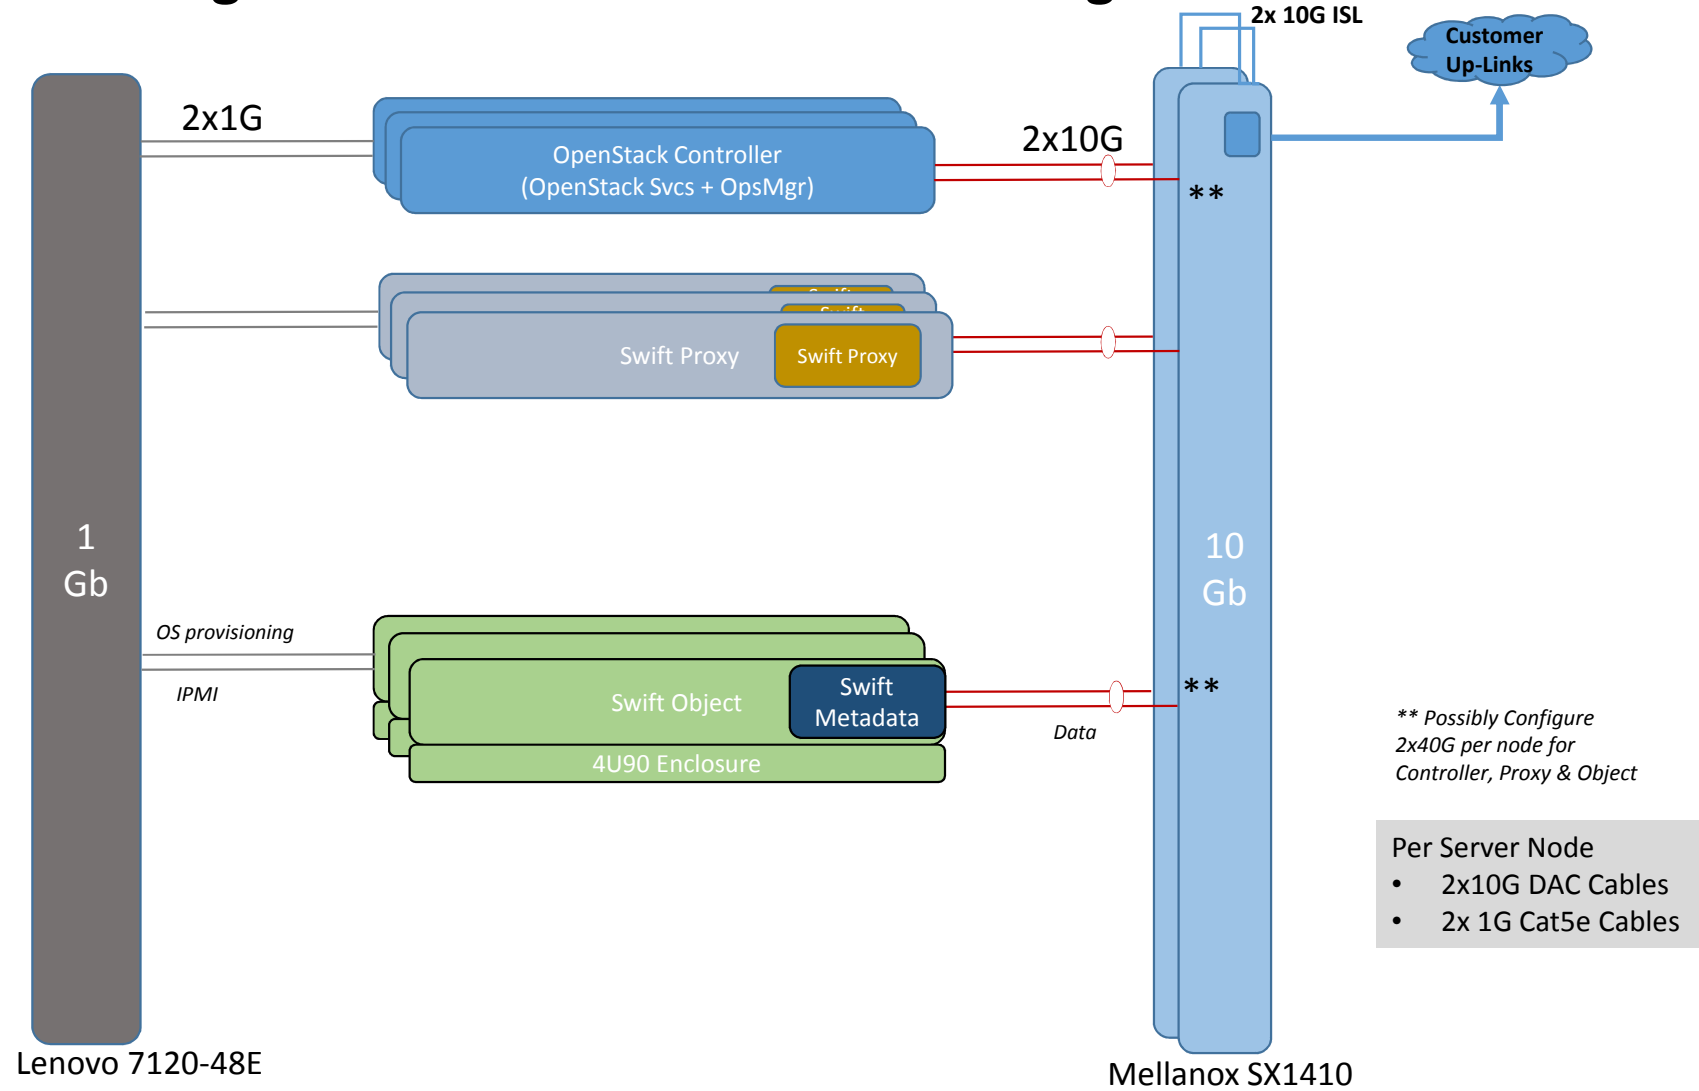 2x 10G ISL
Customer
Up-Links
2x1G
2x10G
OpenStack Controller
(OpenStack Svcs + OpsMgr)
**
Swift Proxy
Swift Proxy
1
Gb
10
Gb
OS provisioning
IPMI
Swift Object
Swift
Metadata
**
Data
4U90 Enclosure
** Possibly Configure
2x40G per node for
Controller, Proxy & Object
Per Server Node
• 2x10G DAC Cables
• 2x 1G Cat5e Cables
Lenovo 7120-48E
Mellanox SX1410